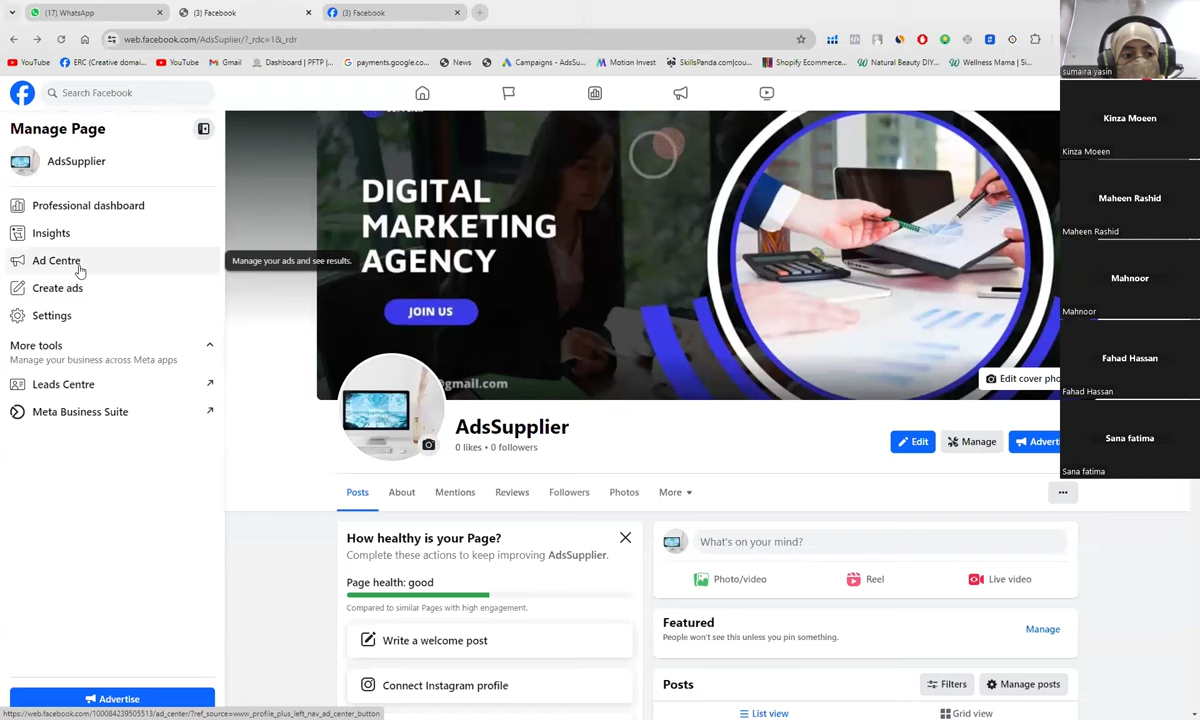 (17) WhatsApp
(3) Facebook
(3) Facebook
web.facebook.com/AdsSuplier/?_rdc=1&_rdr
YouTube
ERC (Creative domai...
YouTube
Gmail
Dashboard | PFTP |...
payments.google.co...
News
Campaigns - AdsSu...
Motion Invest
SkillsPanda.com|cou...
Shopify Ecommerce...
Natural Beauty DIY...
Wellness Mama | Si...
Search Facebook
Manage Page
AdsSupplier
Professional dashboard
Insights
Ad Centre
Manage your ads and see results.
Create ads
Settings
More tools
Manage your business across Meta apps
Leads Centre
Meta Business Suite
Advertise
https://web.facebook.com/100084239505513/ad_center/?ref_source=www_profile_plus_left_nav_ad_center_button
DIGITAL
MARKETING
AGENCY
JOIN US
@gmail.com
Edit cover pho
AdsSupplier
0 likes • 0 followers
Edit
Manage
Advert
Posts
About
Mentions
Reviews
Followers
Photos
More
How healthy is your Page?
Complete these actions to keep improving AdsSupplier.
Page health: good
Compared to similar Pages with high engagement.
Write a welcome post
Connect Instagram profile
What's on your mind?
Photo/video
Reel
Live video
Featured
People won't see this unless you pin something.
Manage
Posts
Filters
Manage posts
List view
Grid view
sumaira yasin
Kinza Moeen
Kinza Moeen
Maheen Rashid
Maheen Rashid
Mahnoor
Mahnoor
Fahad Hassan
Fahad Hassan
Sana fatima
Sana fatima